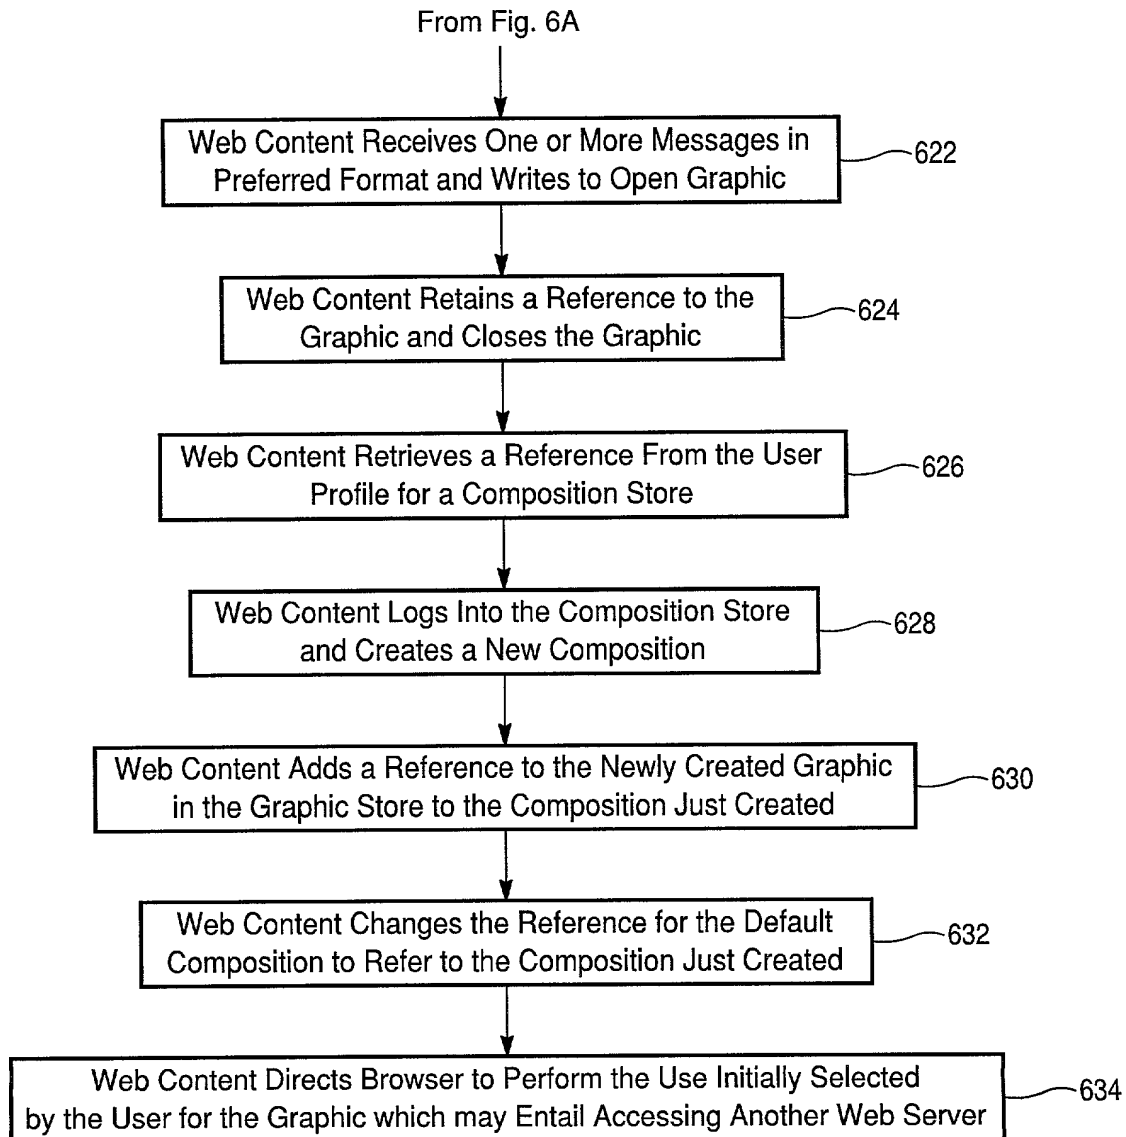 From Fig. 6A
Web Content Receives One or More Messages in
Preferred Format and Writes to Open Graphic
622
Web Content Retains a Reference to the
Graphic and Closes the Graphic
624
Web Content Retrieves a Reference From the User
Profile for a Composition Store
626
Web Content Logs Into the Composition Store
and Creates a New Composition
628
Web Content Adds a Reference to the Newly Created Graphic
in the Graphic Store to the Composition Just Created
630
Web Content Changes the Reference for the Default
Composition to Refer to the Composition Just Created
632
Web Content Directs Browser to Perform the Use Initially Selected
by the User for the Graphic which may Entail Accessing Another Web Server
634